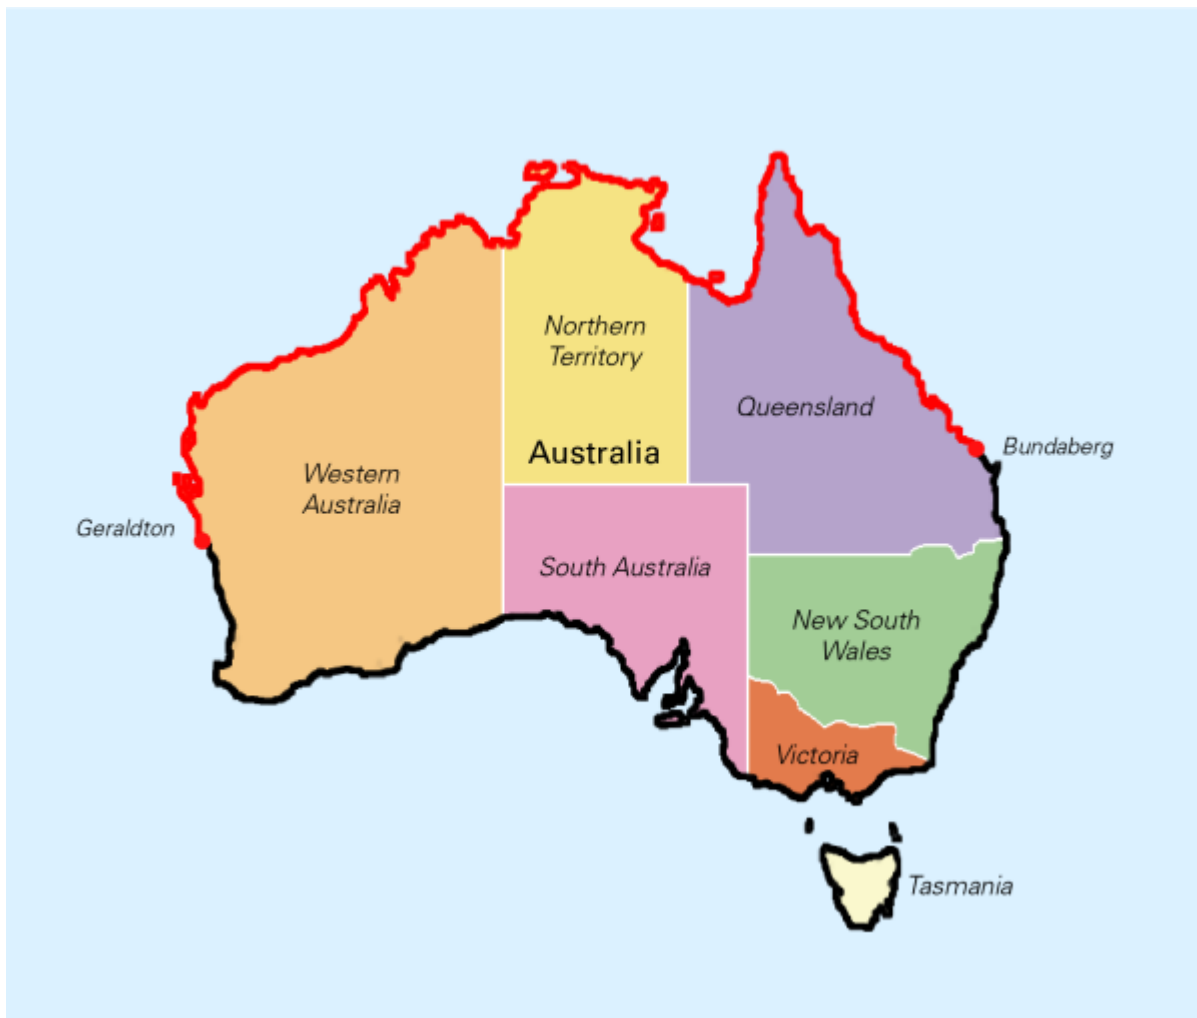 Northern
Territory
Queensland
Australia
Bundaberg
Western
Australia
Geraldton
South Australia
New South
Wales
Victoria
Tasmania